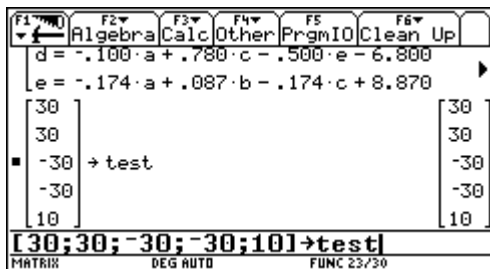 F1 F2 F3 F4 F5 F6
Algebra Calc Other PrgmIO Clean Up
d = -.100·a + .780·c - .500·e - 6.800
e = -.174·a + .087·b - .174·c + 8.870
[30 30 -30 -30 10] → test [30 30 -30 -30 10]
[30;30;-30;-30;10]→test
MATRIX DEG AUTO FUNC 23/30